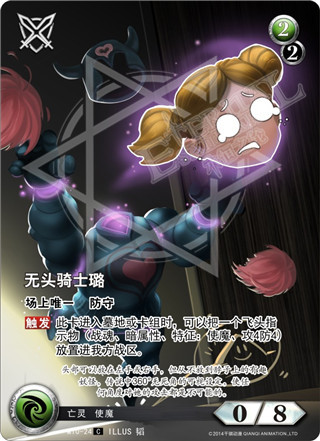 2
2
无头骑士璐
场上唯一 防守
触发 此卡进入墓地或卡组时，可以把一个飞头指
示物（战魂、暗属性、特征：使魔、攻4防4）
放置进我方战区。
亡灵 使魔
C ILLUS 韬
0/8
©2014千骐动漫 QIANQI ANIMATION.,LTD